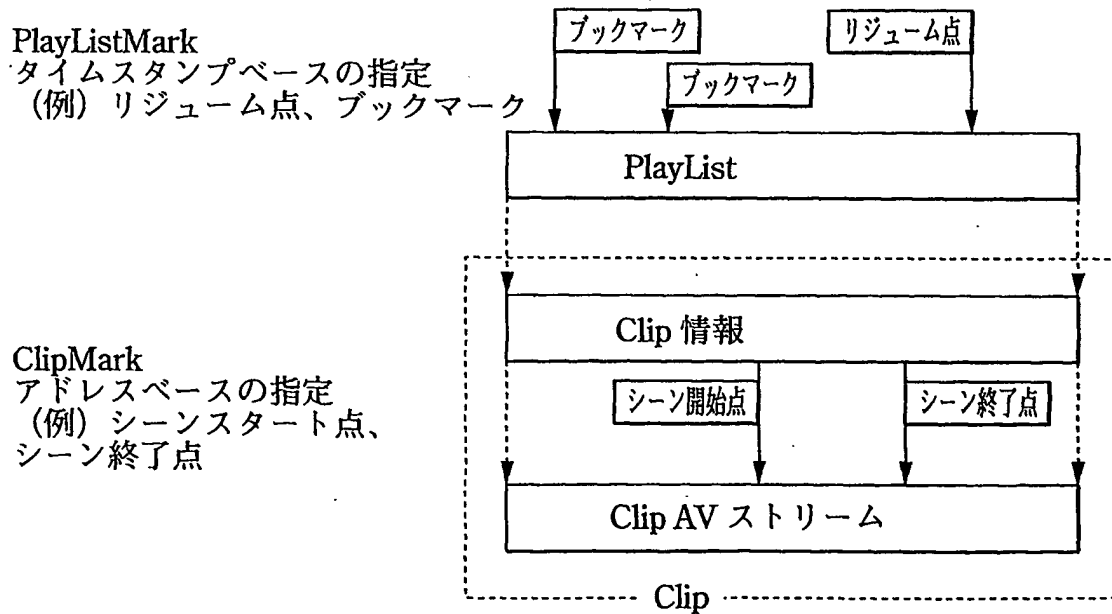 PlayListMark
タイムスタンプベースの指定
(例) リジューム点、ブックマーク
ブックマーク
ブックマーク
リジューム点
PlayList
Clip 情報
ClipMark
アドレスベースの指定
(例) シーンスタート点、
シーン終了点
シーン開始点
シーン終了点
Clip AV ストリーム
Clip